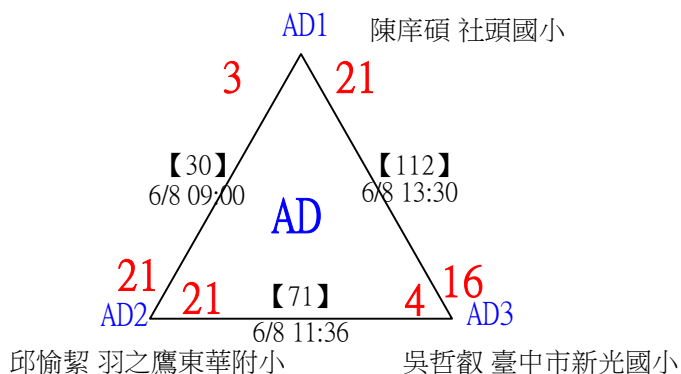 AD1 陳庠碩 社頭國小
3 21
【30】 【112】
6/8 09:00 6/8 13:30
AD
21 21 【71】 4 16
AD2 AD3
6/8 11:36
邱愉絜 羽之鷹東華附小 吳哲叡 臺中市新光國小